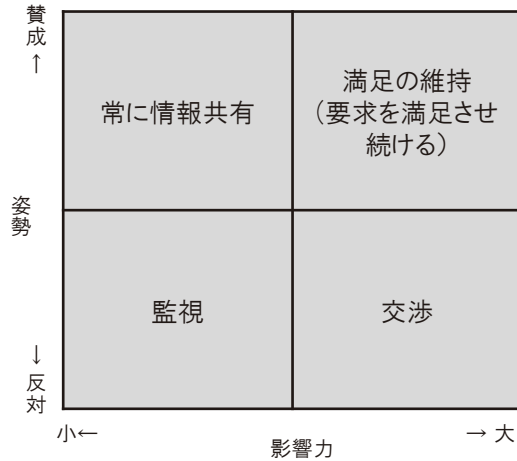 賛成
↑
常に情報共有
満足の維持
（要求を満足させ
続ける）
姿勢
監視
交渉
↓
反対
小←
→ 大
影響力